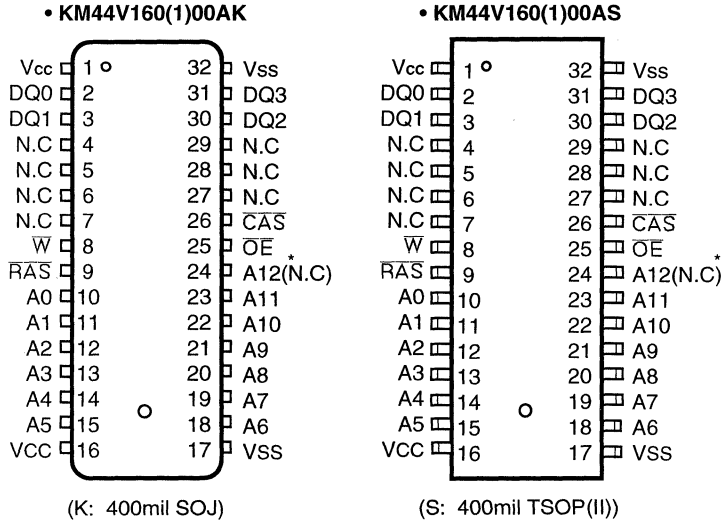 • KM44V160(1)00AK
Vcc 1 32 Vss
DQ0 2 31 DQ3
DQ1 3 30 DQ2
N.C 4 29 N.C
N.C 5 28 N.C
N.C 6 27 N.C
N.C 7 26 C̅A̅S̅
W̅ 8 25 O̅E̅
R̅A̅S̅ 9 24 A12(N.C)*
A0 10 23 A11
A1 11 22 A10
A2 12 21 A9
A3 13 20 A8
A4 14 19 A7
A5 15 18 A6
VCC 16 17 VSS
(K: 400mil SOJ)
• KM44V160(1)00AS
Vcc 1 32 Vss
DQ0 2 31 DQ3
DQ1 3 30 DQ2
N.C 4 29 N.C
N.C 5 28 N.C
N.C 6 27 N.C
N.C 7 26 C̅A̅S̅
W̅ 8 25 O̅E̅
R̅A̅S̅ 9 24 A12(N.C)*
A0 10 23 A11
A1 11 22 A10
A2 12 21 A9
A3 13 20 A8
A4 14 19 A7
A5 15 18 A6
VCC 16 17 VSS
(S: 400mil TSOP(II))